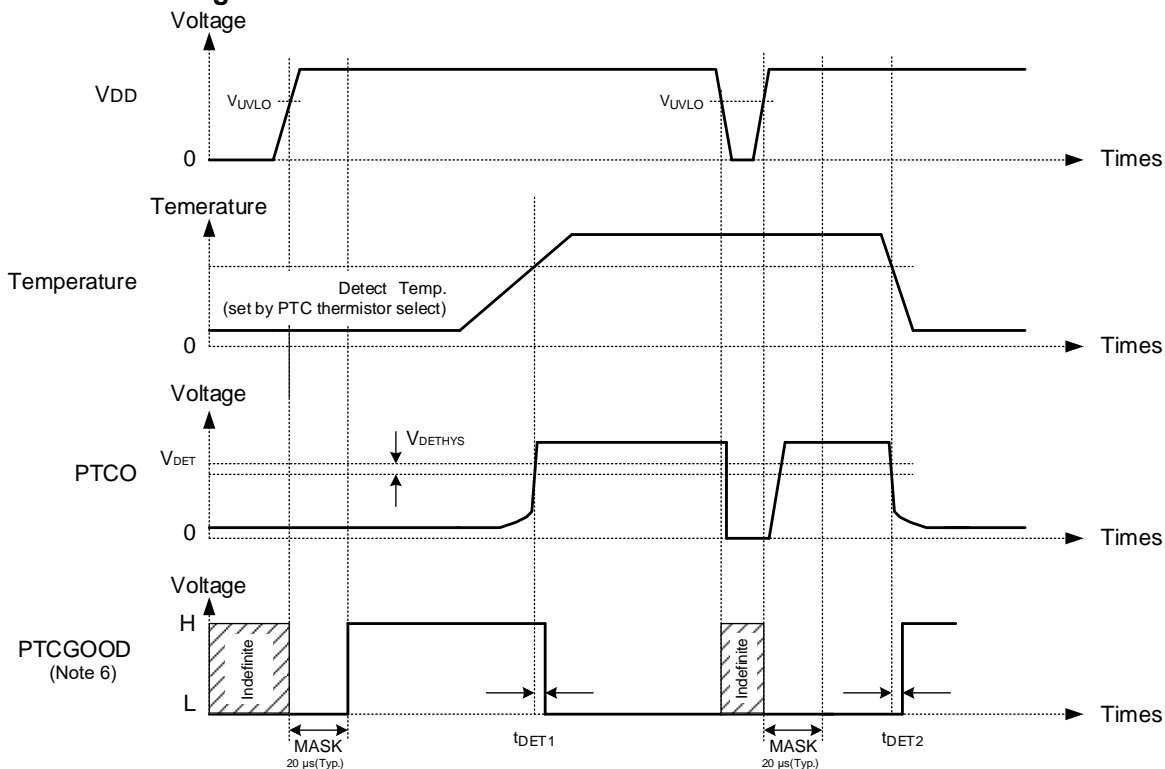 Voltage
VDD
VUVLO
VUVLO
0
Times
Temerature
Temperature
Detect Temp.
(set by PTC thermistor select)
0
Times
Voltage
VDETHYS
VDET
PTCO
0
Times
Voltage
H
PTCGOOD
(Note 6)
Indefinite
Indefinite
L
Times
MASK
20 µs(Typ.)
tDET1
MASK
20 µs(Typ.)
tDET2